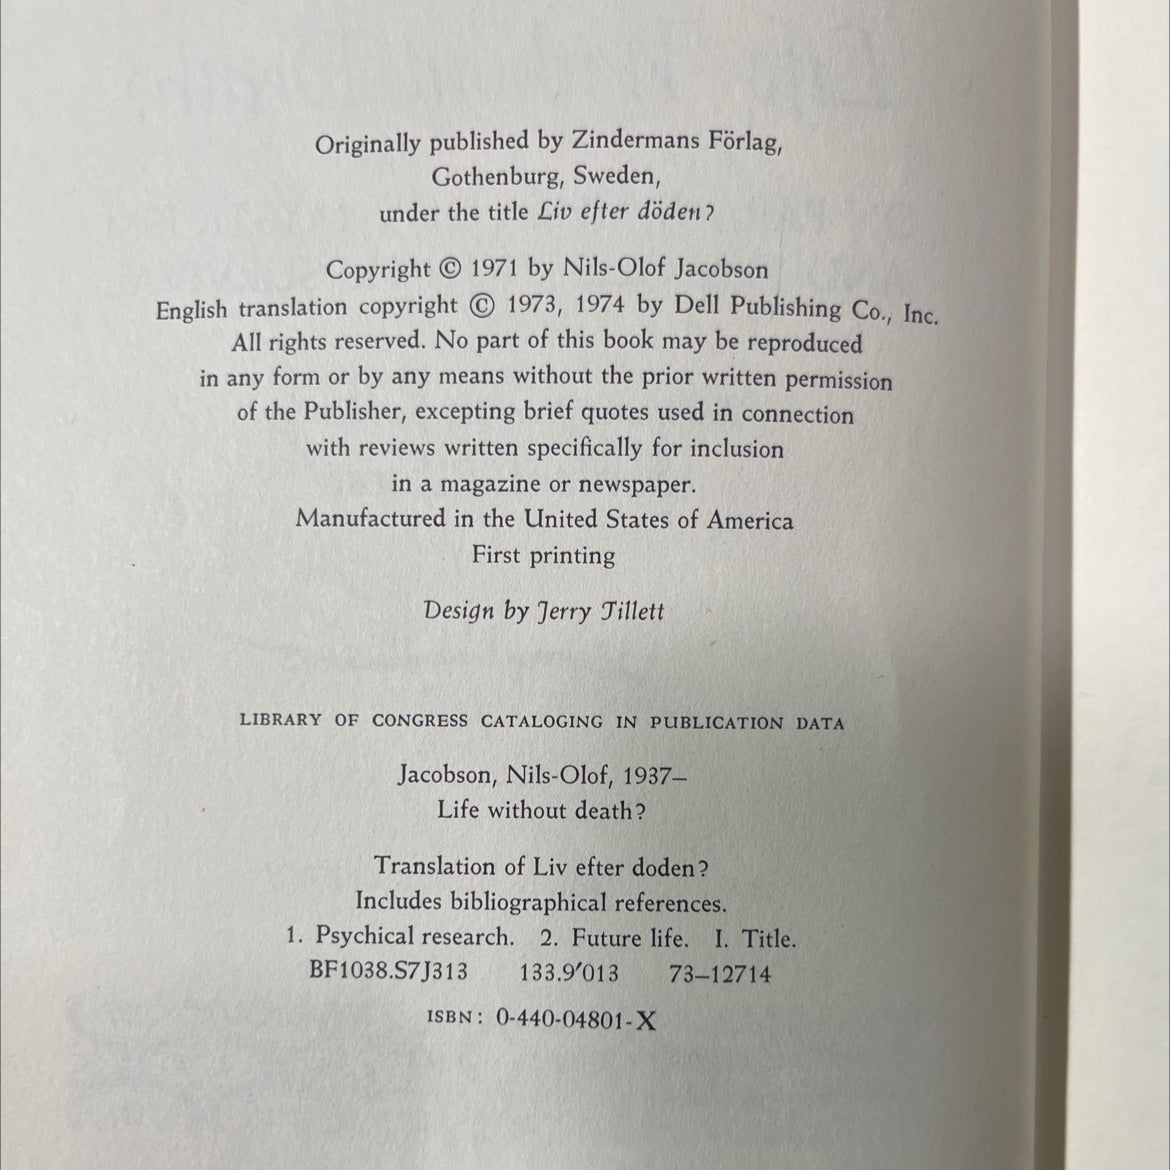 Originally published by Zindermans Förlag,
Gothenburg, Sweden,
under the title Liv efter döden?
Copyright © 1971 by Nils-Olof Jacobson
English translation copyright © 1973, 1974 by Dell Publishing Co., Inc.
All rights reserved. No part of this book may be reproduced
in any form or by any means without the prior written permission
of the Publisher, excepting brief quotes used in connection
with reviews written specifically for inclusion
in a magazine or newspaper.
Manufactured in the United States of America
First printing
Design by Jerry Tillett
LIBRARY OF CONGRESS CATALOGING IN PUBLICATION DATA
Jacobson, Nils-Olof, 1937–
Life without death?
Translation of Liv efter doden?
Includes bibliographical references.
1. Psychical research. 2. Future life. I. Title.
BF1038.S7J313 133.9'013 73–12714
ISBN: 0-440-04801-X